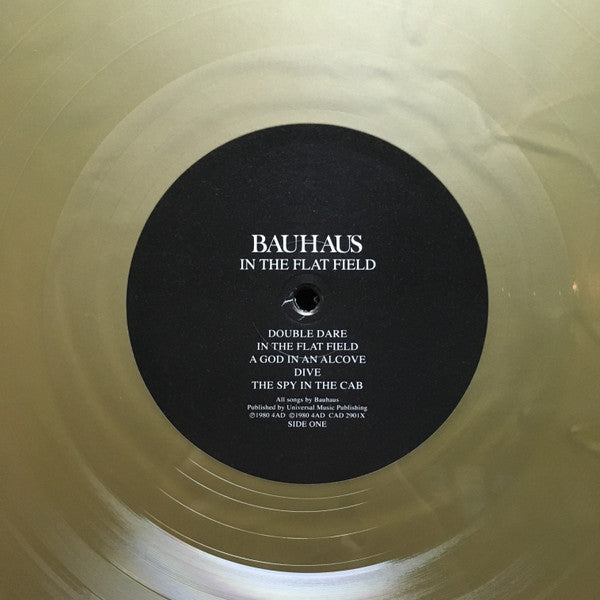 BAUHAUS
IN THE FLAT FIELD
DOUBLE DARE
IN THE FLAT FIELD
A GOD IN AN ALCOVE
DIVE
THE SPY IN THE CAB
All songs by Bauhaus
Published by Universal Music Publishing
℗1980 4AD ©1980 4AD CAD 2901X
SIDE ONE